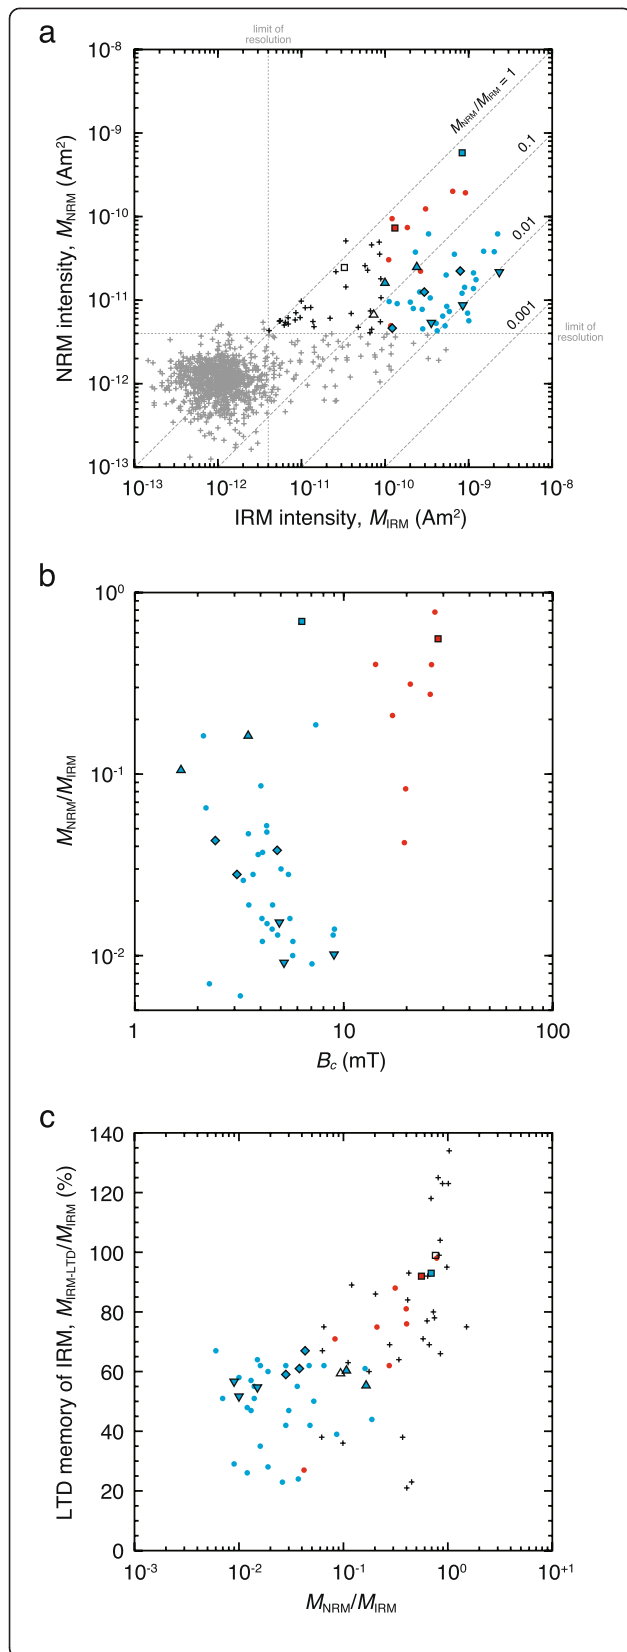 a
limit of
resolution
10-8
10-9
10-10
10-11
10-12
10-13
NRM intensity, MNRM (Am2)
MNRM/MIRM = 1
0.1
0.01
0.001
limit of
resolution
10-13
10-12
10-11
10-10
10-9
10-8
IRM intensity, MIRM (Am2)
b
100
10-1
10-2
MNRM/MIRM
1
10
100
Bc (mT)
c
140
120
100
80
60
40
20
0
LTD memory of IRM, MIRM-LTD/MIRM (%)
10-3
10-2
10-1
100
10+1
MNRM/MIRM